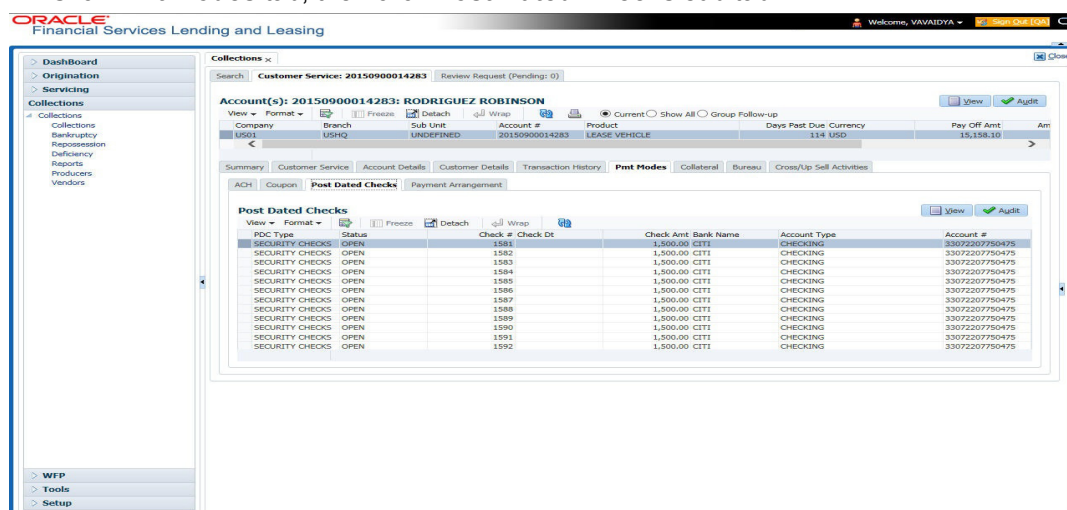 ORACLE
Financial Services Lending and Leasing
Welcome, VAVAIDYA
Sign Out [QA]
DashBoard
Origination
Servicing
Collections
Collections
Collections
Bankruptcy
Repossession
Deficiency
Reports
Producers
Vendors
WFP
Tools
Setup
Collections x
Search Customer Service: 20150900014283 Review Request (Pending: 0)
Account(s): 20150900014283: RODRIGUEZ ROBINSON View Audit
View Format Freeze Detach Wrap Current Show All Group Follow-up
Company Branch Sub Unit Account # Product Days Past Due Currency Pay Off Amt Am
US01 USHQ UNDEFINED 20150900014283 LEASE VEHICLE 114 USD 15,158.10
Summary Customer Service Account Details Customer Details Transaction History Pmt Modes Collateral Bureau Cross/Up Sell Activities
ACH Coupon Post Dated Checks Payment Arrangement
Post Dated Checks View Audit
View Format Freeze Detach Wrap
PDC Type Status Check # Check Dt Check Amt Bank Name Account Type Account #
SECURITY CHECKS OPEN 1581 1,500.00 CITI CHECKING 33072207750475
SECURITY CHECKS OPEN 1582 1,500.00 CITI CHECKING 33072207750475
SECURITY CHECKS OPEN 1583 1,500.00 CITI CHECKING 33072207750475
SECURITY CHECKS OPEN 1584 1,500.00 CITI CHECKING 33072207750475
SECURITY CHECKS OPEN 1585 1,500.00 CITI CHECKING 33072207750475
SECURITY CHECKS OPEN 1586 1,500.00 CITI CHECKING 33072207750475
SECURITY CHECKS OPEN 1587 1,500.00 CITI CHECKING 33072207750475
SECURITY CHECKS OPEN 1588 1,500.00 CITI CHECKING 33072207750475
SECURITY CHECKS OPEN 1589 1,500.00 CITI CHECKING 33072207750475
SECURITY CHECKS OPEN 1590 1,500.00 CITI CHECKING 33072207750475
SECURITY CHECKS OPEN 1591 1,500.00 CITI CHECKING 33072207750475
SECURITY CHECKS OPEN 1592 1,500.00 CITI CHECKING 33072207750475